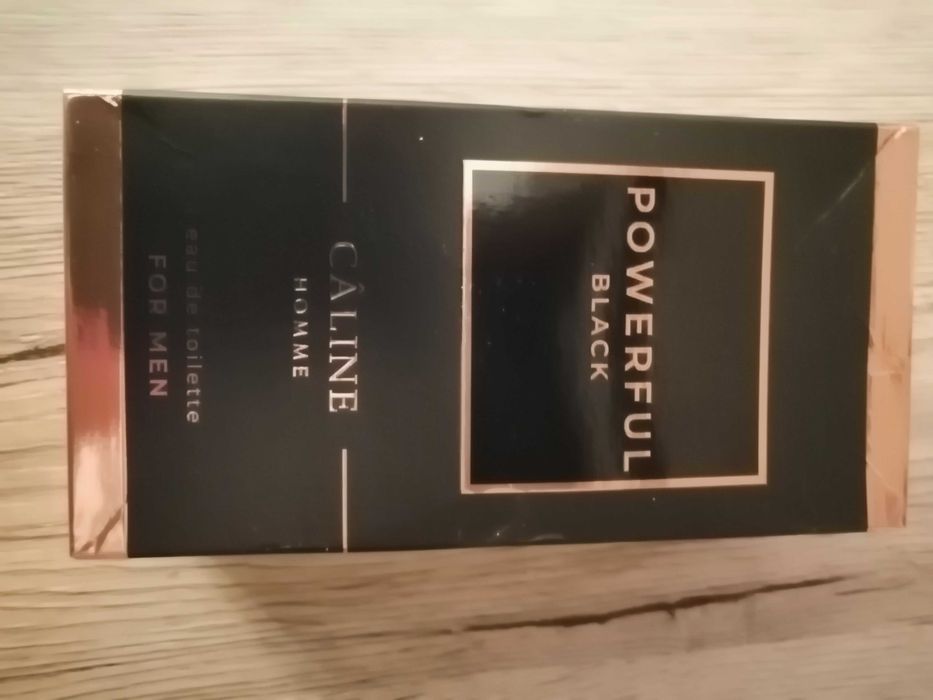 POWERFUL
BLACK
CÂLINE
HOMME
eau de toilette
FOR MEN